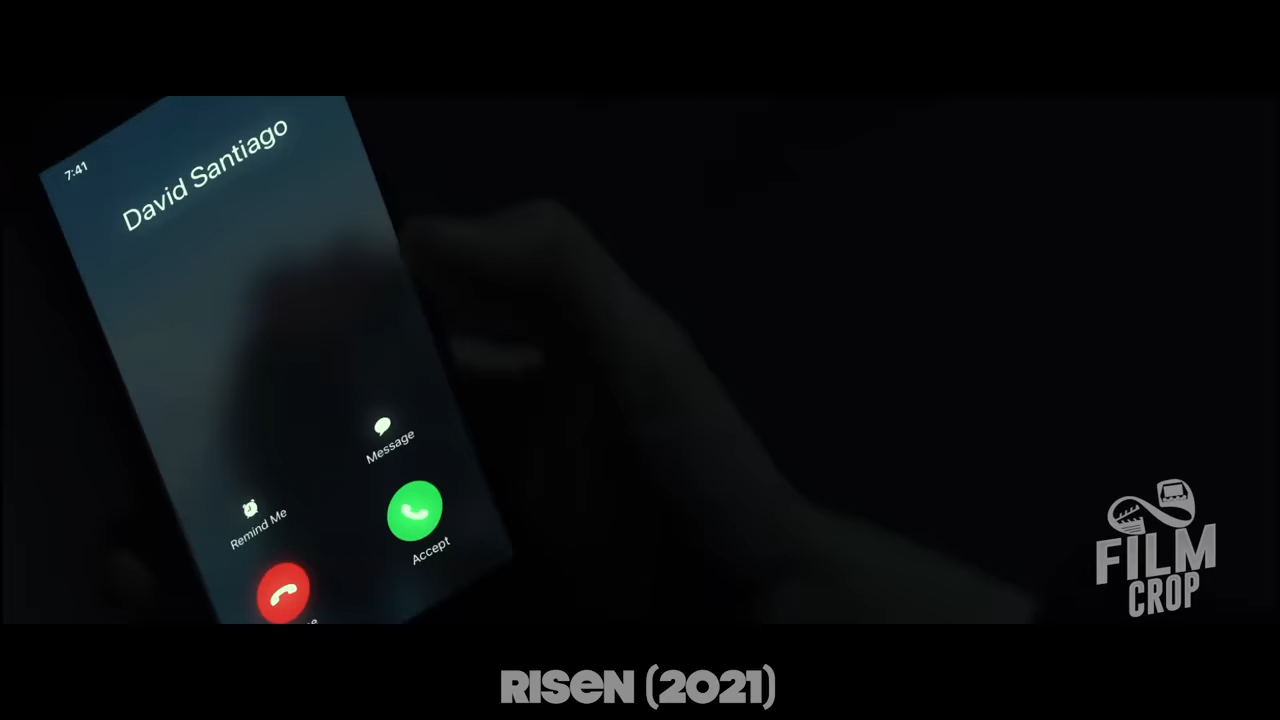 7:41
David Santiago
Message
Remind Me
Accept
FILM
CROP
RISEN (2021)